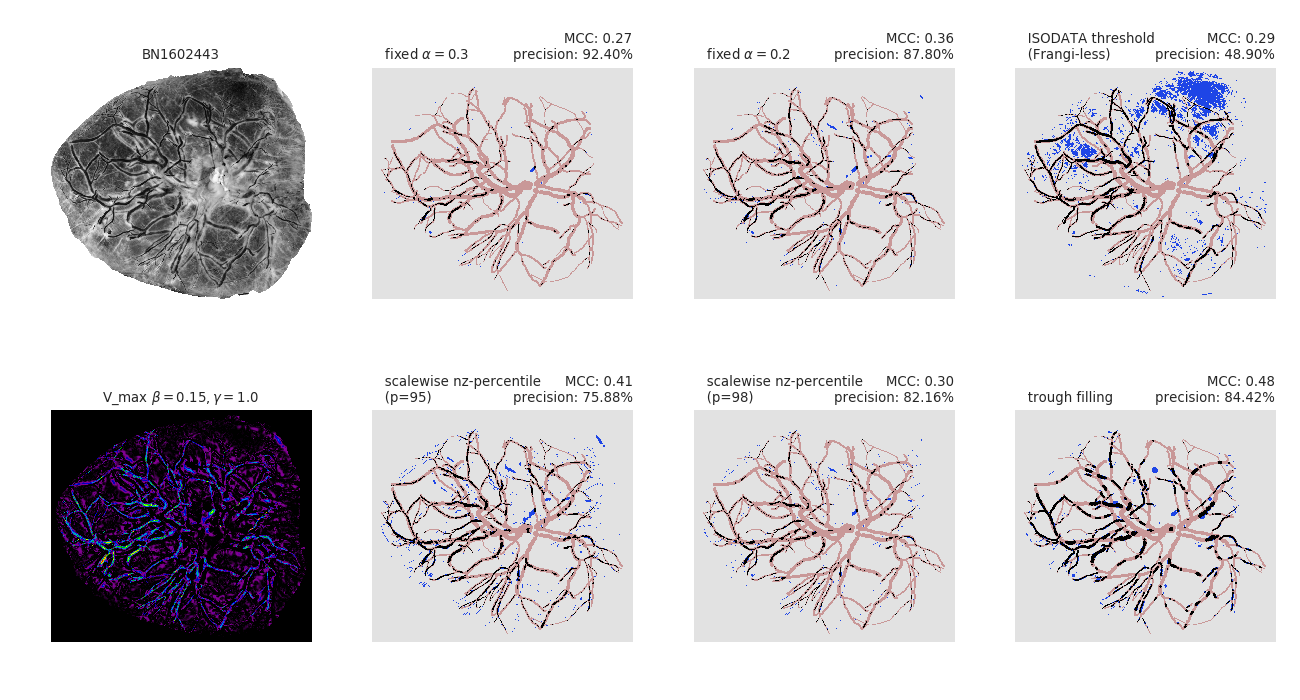 BN1602443
fixed α = 0.3
MCC: 0.27
precision: 92.40%
fixed α = 0.2
MCC: 0.36
precision: 87.80%
ISODATA threshold
(Frangi-less)
MCC: 0.29
precision: 48.90%
V_max β = 0.15, γ = 1.0
scalewise nz-percentile
(p=95)
MCC: 0.41
precision: 75.88%
scalewise nz-percentile
(p=98)
MCC: 0.30
precision: 82.16%
trough filling
MCC: 0.48
precision: 84.42%